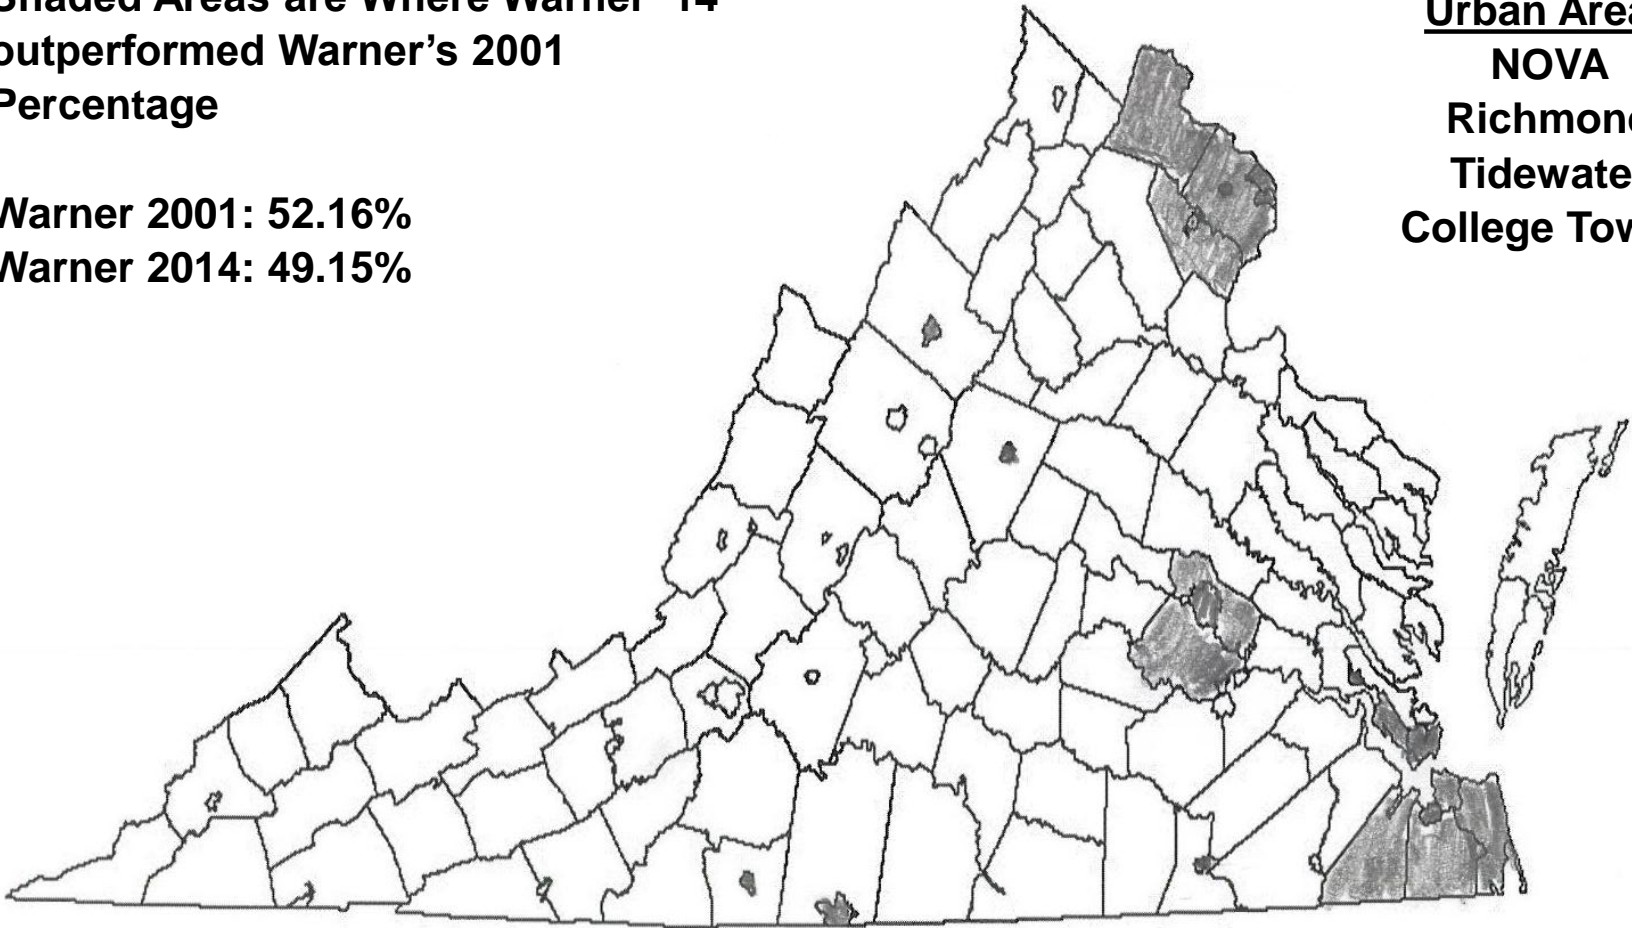 Shaded Areas are Where Warner '14
outperformed Warner's 2001
Percentage
Warner 2001: 52.16%
Warner 2014: 49.15%
Urban Area
NOVA
Richmond
Tidewate
College Tow